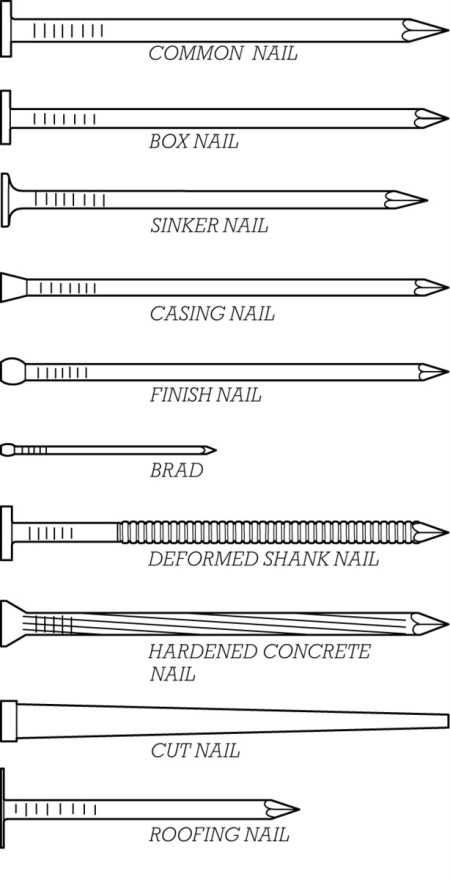 COMMON NAIL
BOX NAIL
SINKER NAIL
CASING NAIL
FINISH NAIL
BRAD
DEFORMED SHANK NAIL
HARDENED CONCRETE
NAIL
CUT NAIL
ROOFING NAIL